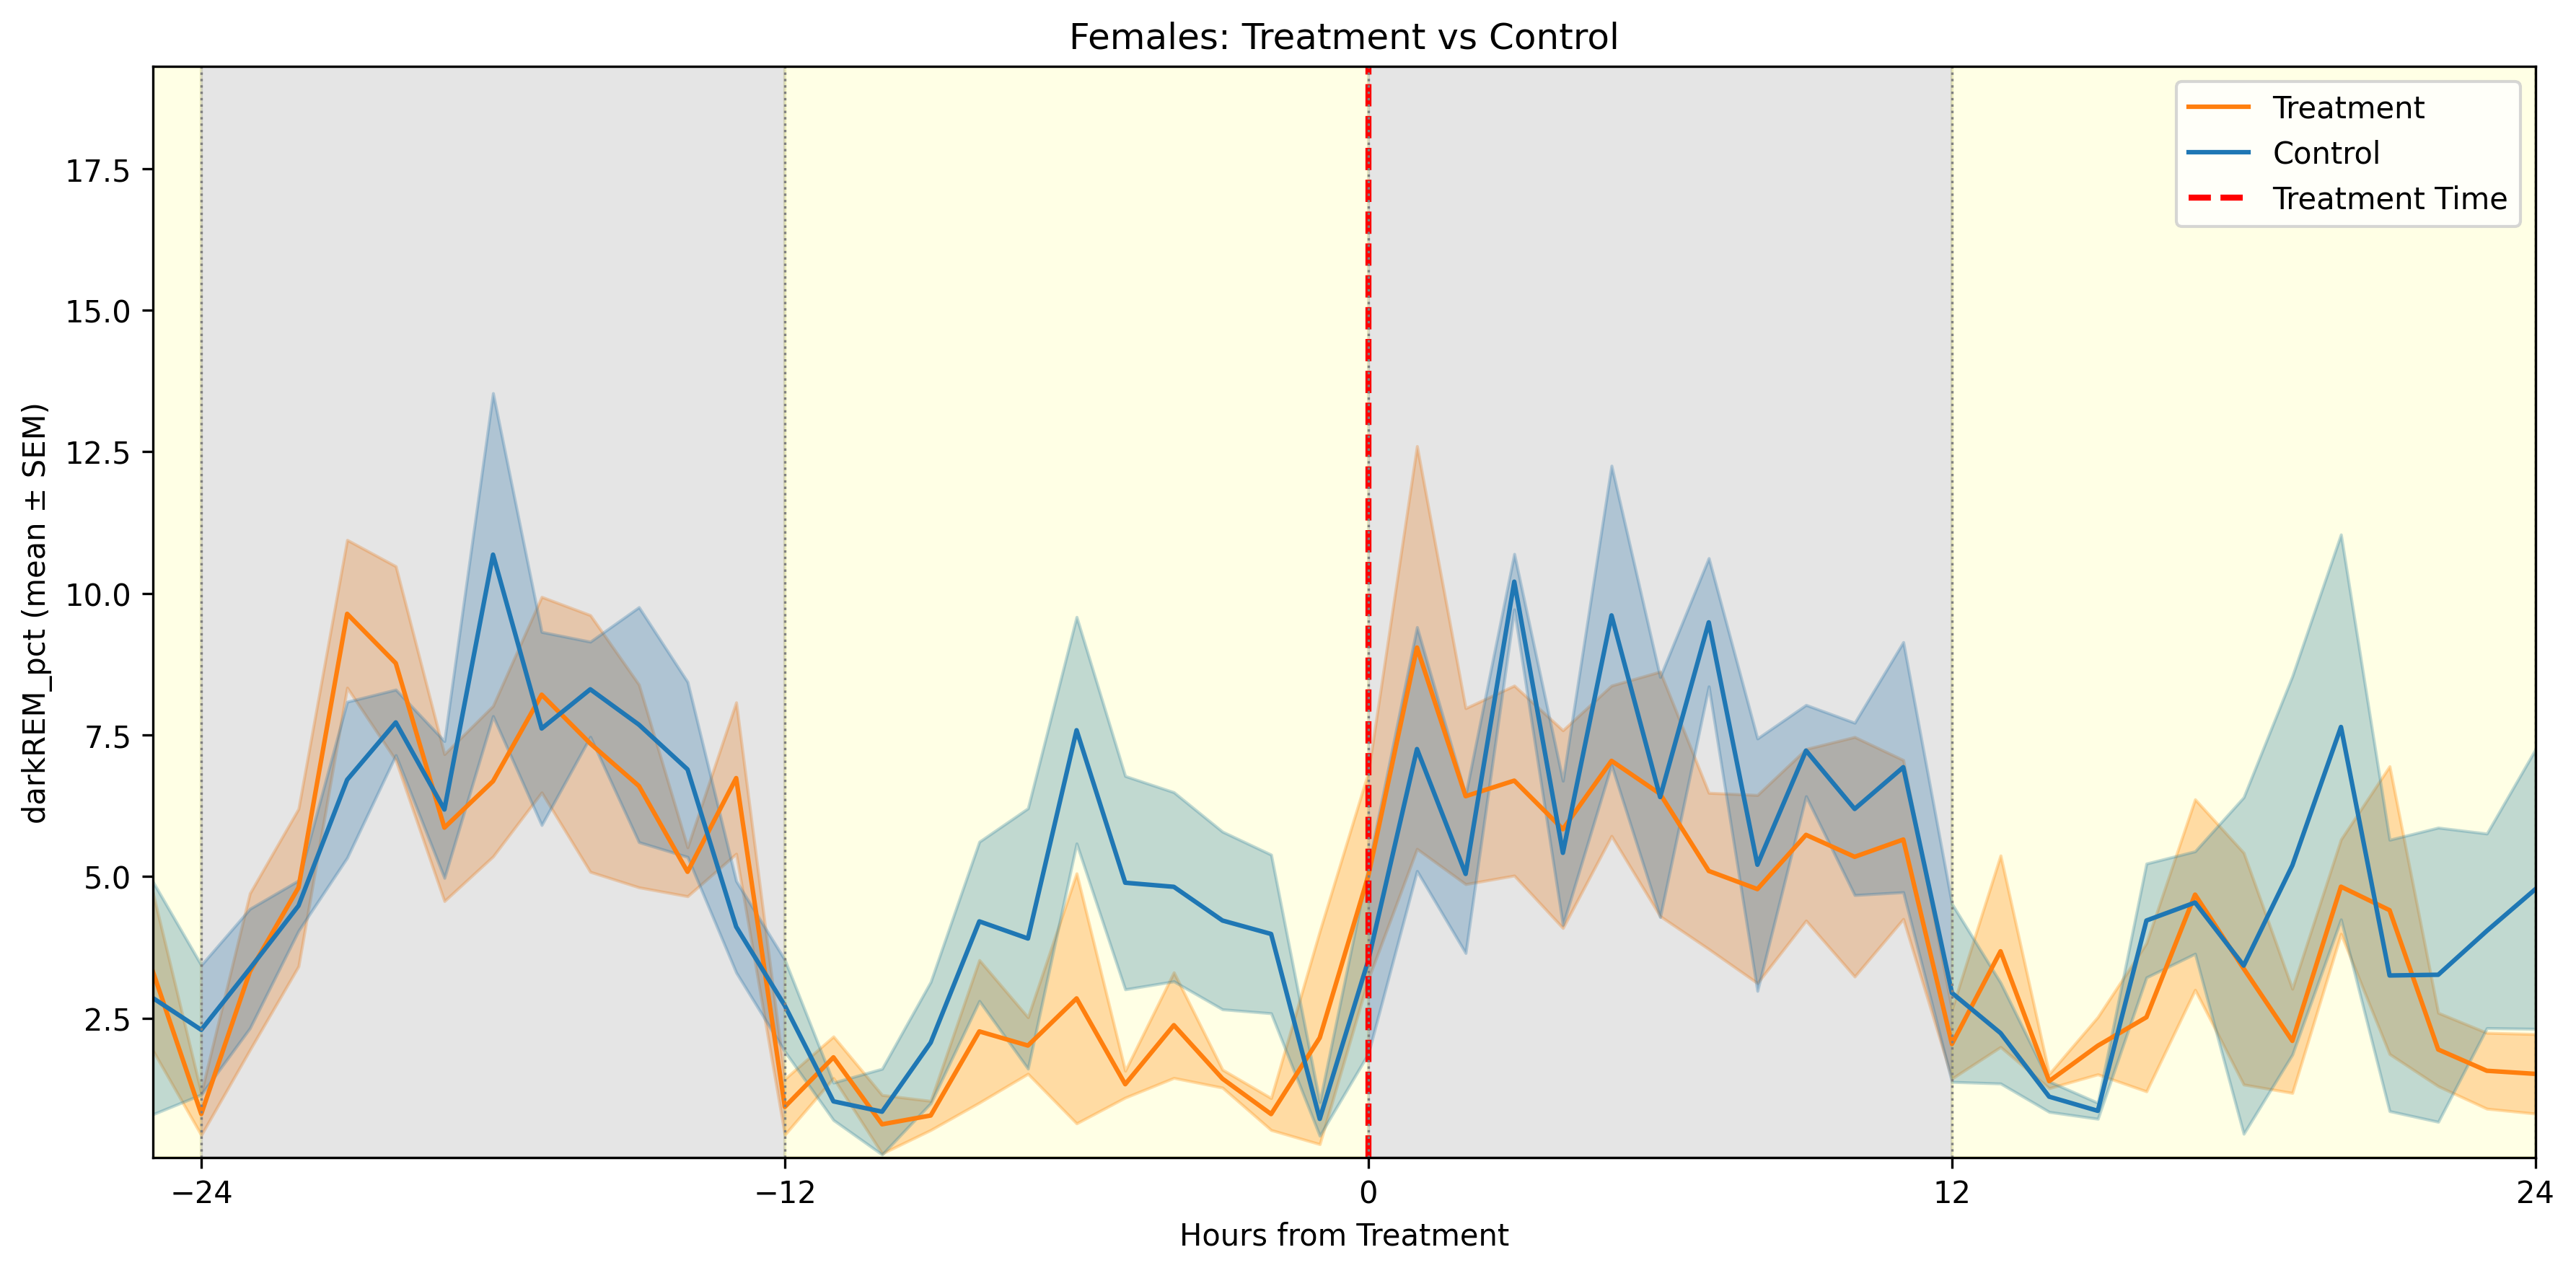 Females: Treatment vs Control
Treatment
Control
Treatment Time
darkREM_pct (mean ± SEM)
17.5
15.0
12.5
10.0
7.5
5.0
2.5
−24
−12
0
12
24
Hours from Treatment